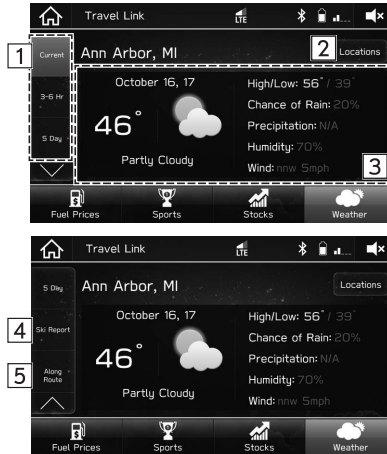 Travel Link
LTE
1
Current
3-6 Hr
5 Day
Ann Arbor, MI
2
Locations
October 16, 17
46°
Partly Cloudy
High/Low: 56° / 39°
Chance of Rain: 20%
Precipitation: N/A
Humidity: 70%
Wind: nnw 5mph
3
Fuel Prices
Sports
Stocks
Weather
Travel Link
LTE
5 Day
4
Ski Report
5
Along
Route
Ann Arbor, MI
Locations
October 16, 17
46°
Partly Cloudy
High/Low: 56° / 39°
Chance of Rain: 20%
Precipitation: N/A
Humidity: 70%
Wind: nnw 5mph
Fuel Prices
Sports
Stocks
Weather